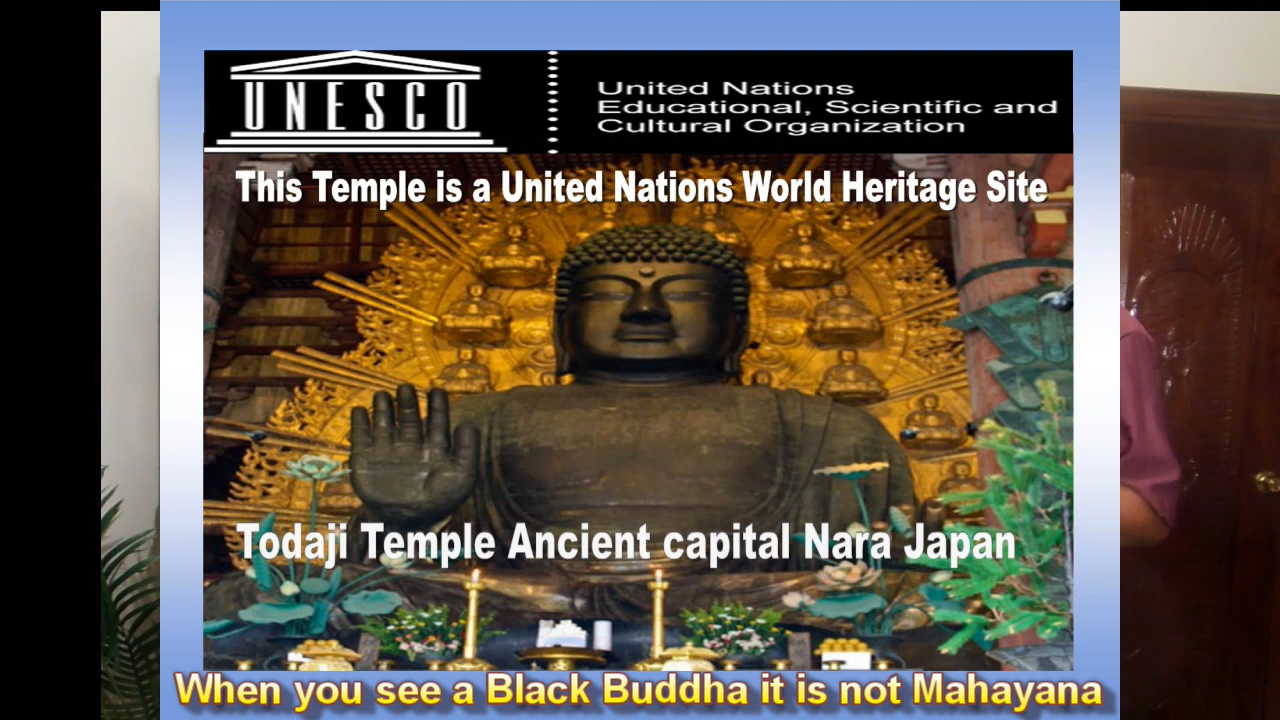 UNESCO
United Nations
Educational, Scientific and
Cultural Organization
This Temple is a United Nations World Heritage Site
Todaji Temple Ancient capital Nara Japan
When you see a Black Buddha it is not Mahayana